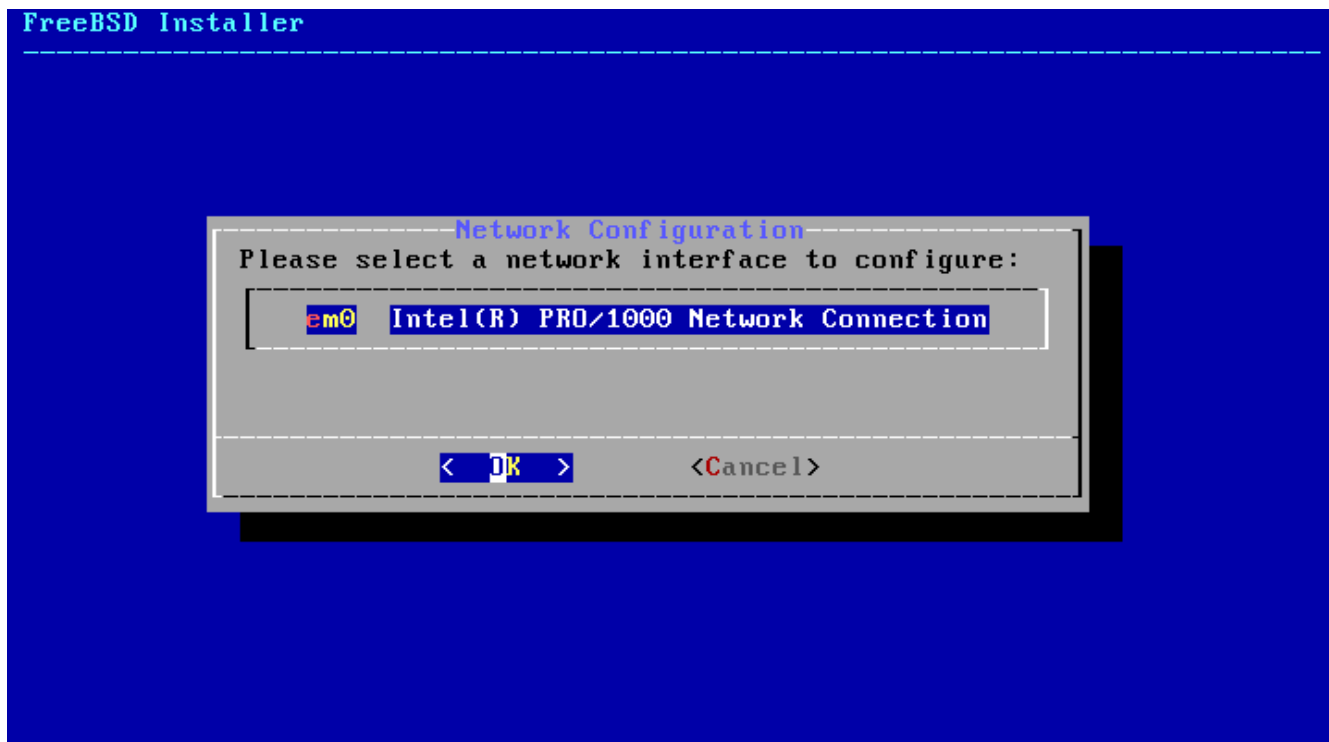 FreeBSD Installer
Network Configuration
Please select a network interface to configure:
em0 Intel(R) PRO/1000 Network Connection
< OK > <Cancel>